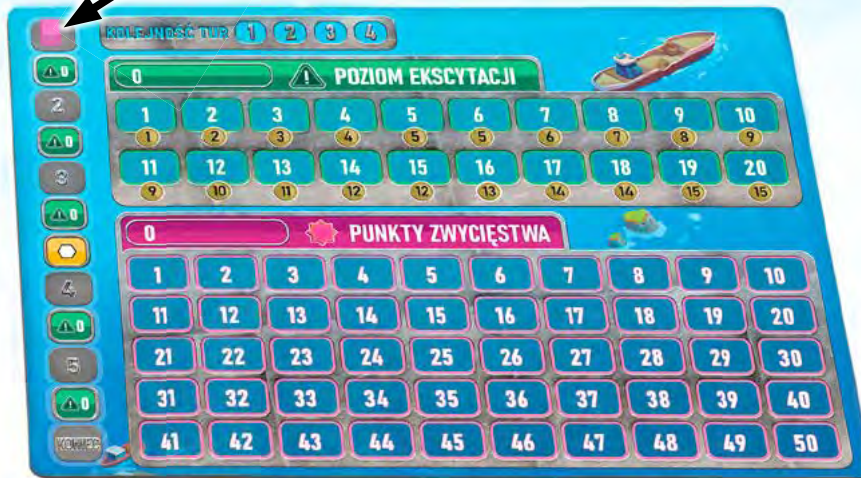 KOLEJNOŚĆ TUR 1 2 3 4
0 POZIOM EKSCYTACJI
1 2 3 4 5 6 7 8 9 10
1 2 3 4 5 5 6 7 8 9
11 12 13 14 15 16 17 18 19 20
9 10 11 12 12 13 14 14 15 15
0 PUNKTY ZWYCIĘSTWA
1 2 3 4 5 6 7 8 9 10
11 12 13 14 15 16 17 18 19 20
21 22 23 24 25 26 27 28 29 30
31 32 33 34 35 36 37 38 39 40
41 42 43 44 45 46 47 48 49 50
0
2
0
3
0
4
0
5
0
KONIEC